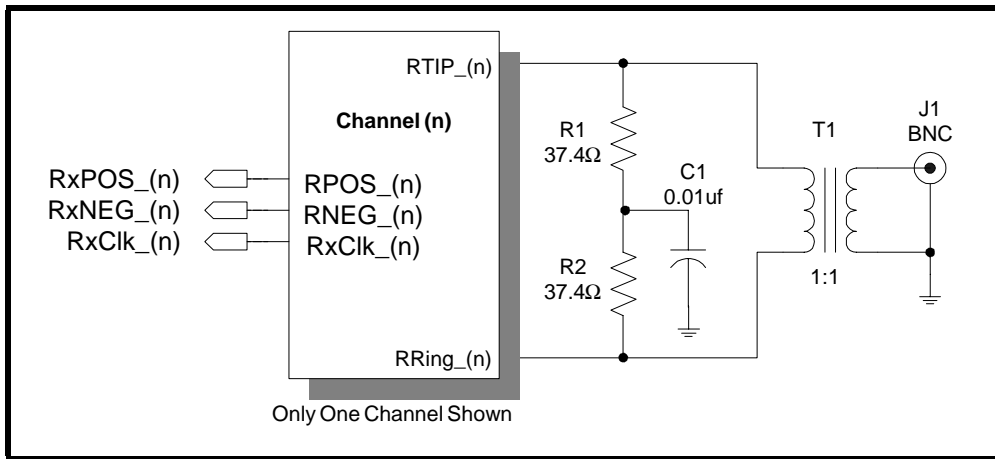 RTIP_(n)
Channel (n)
RxPOS_(n)
RPOS_(n)
RxNEG_(n)
RNEG_(n)
RxClk_(n)
RxClk_(n)
RRing_(n)
Only One Channel Shown
R1
37.4Ω
C1
0.01uf
R2
37.4Ω
T1
1:1
J1
BNC